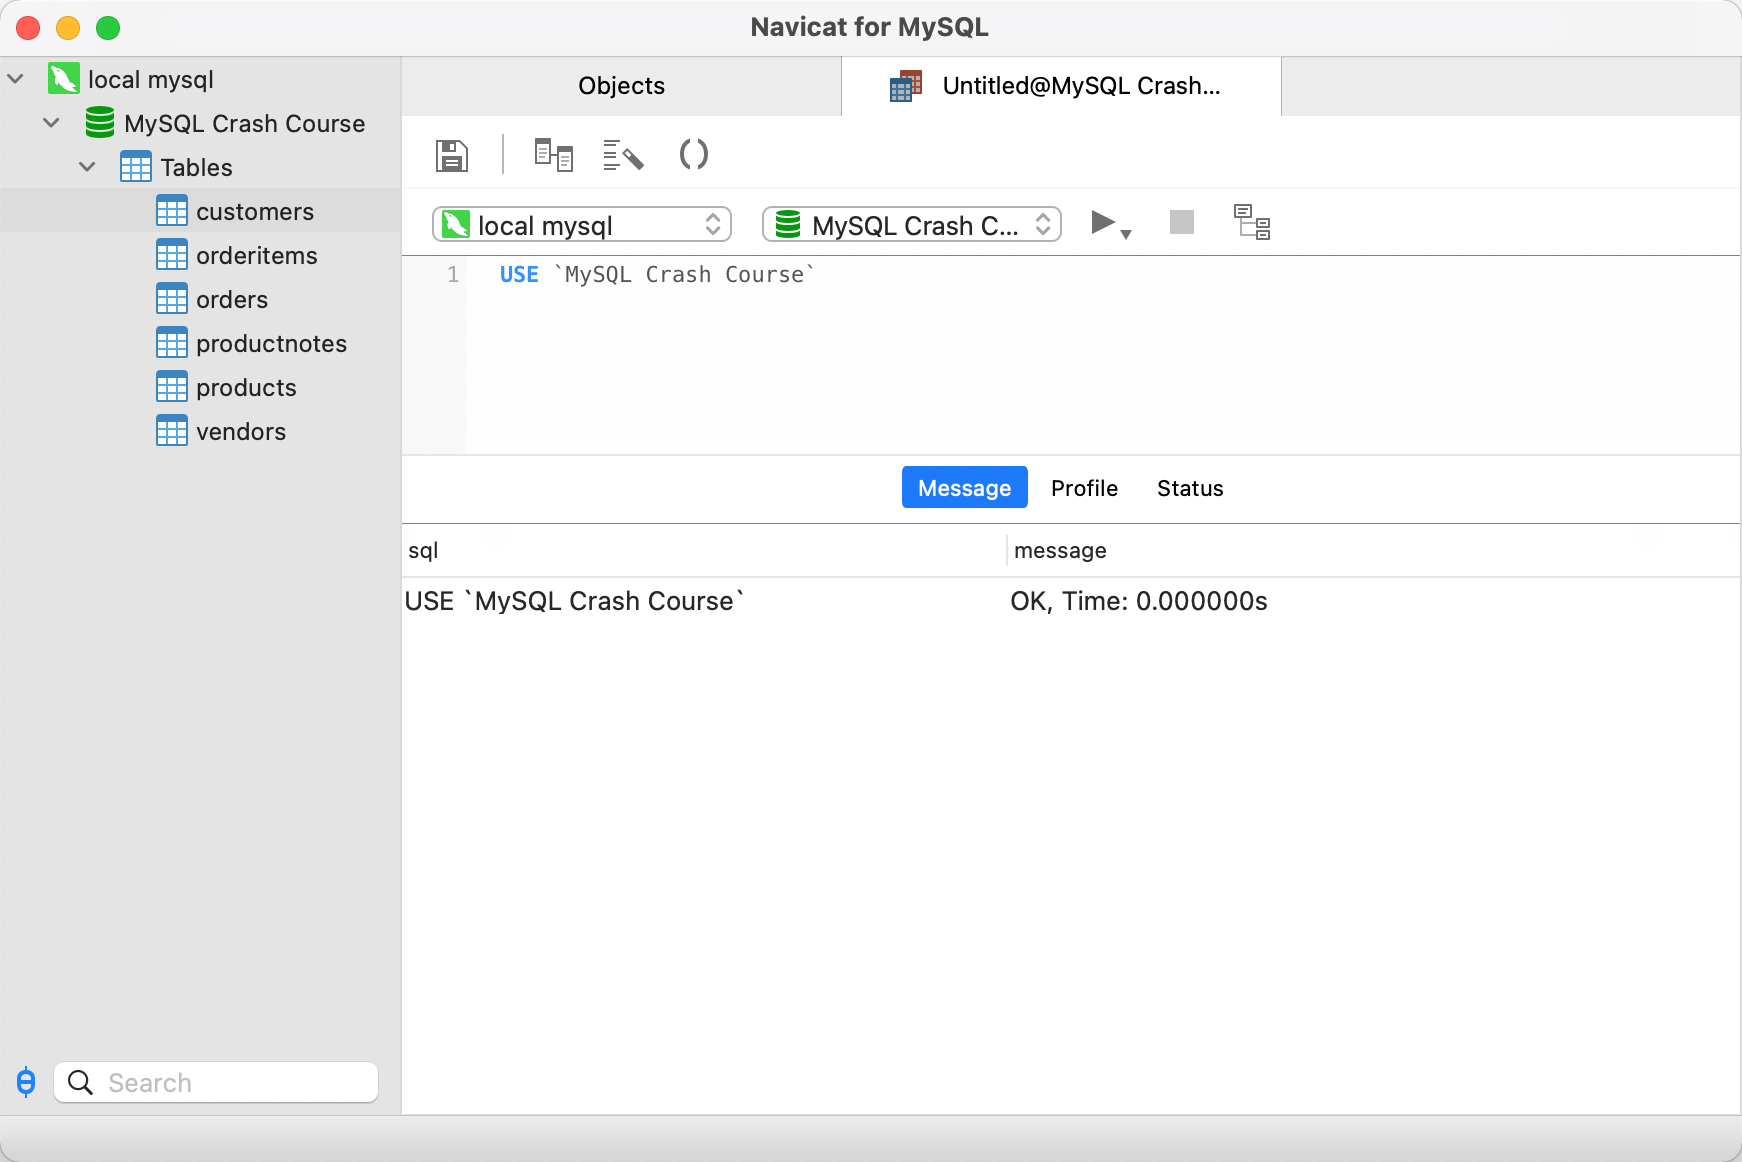 Navicat for MySQL
local mysql
MySQL Crash Course
Tables
customers
orderitems
orders
productnotes
products
vendors
Search
Objects
Untitled@MySQL Crash...
local mysql
MySQL Crash C...
1 USE `MySQL Crash Course`
Message Profile Status
sql message
USE `MySQL Crash Course` OK, Time: 0.000000s